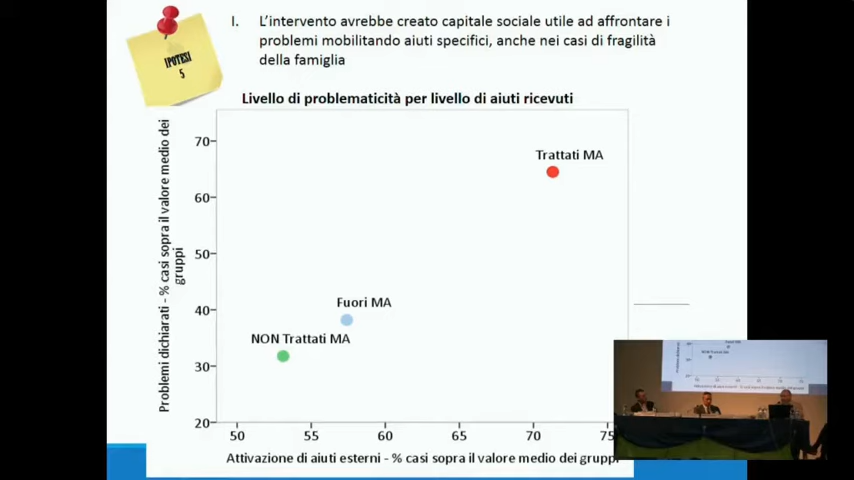 IPOTESI
5
I. L'intervento avrebbe creato capitale sociale utile ad affrontare i
problemi mobilitando aiuti specifici, anche nei casi di fragilità
della famiglia
Livello di problematicità per livello di aiuti ricevuti
Problemi dichiarati - % casi sopra il valore medio dei
gruppi
70
60
50
40
30
20
Trattati MA
Fuori MA
NON Trattati MA
50 55 60 65 70 75
Attivazione di aiuti esterni - % casi sopra il valore medio dei gruppi
NON Trattati MA